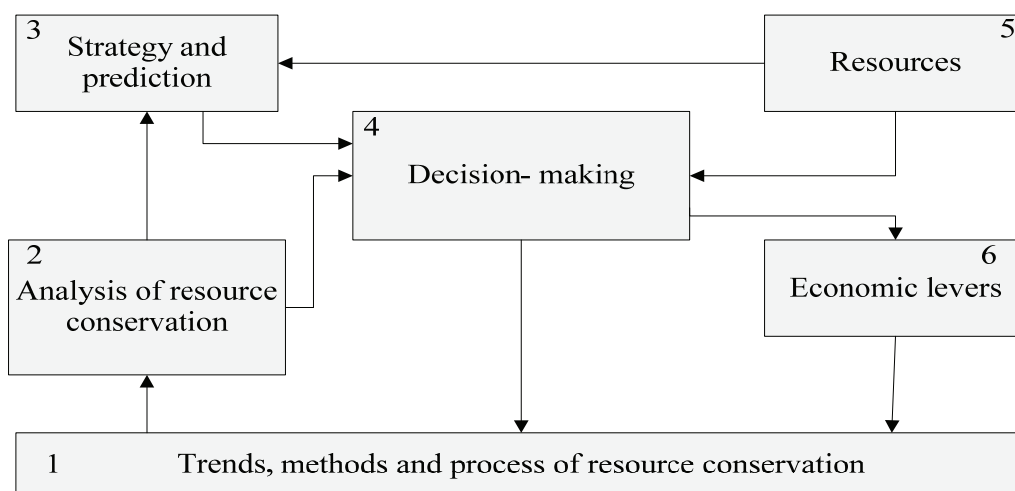 3
Strategy and
prediction
5
Resources
4
Decision- making
2
Analysis of resource
conservation
6
Economic levers
1
Trends, methods and process of resource conservation